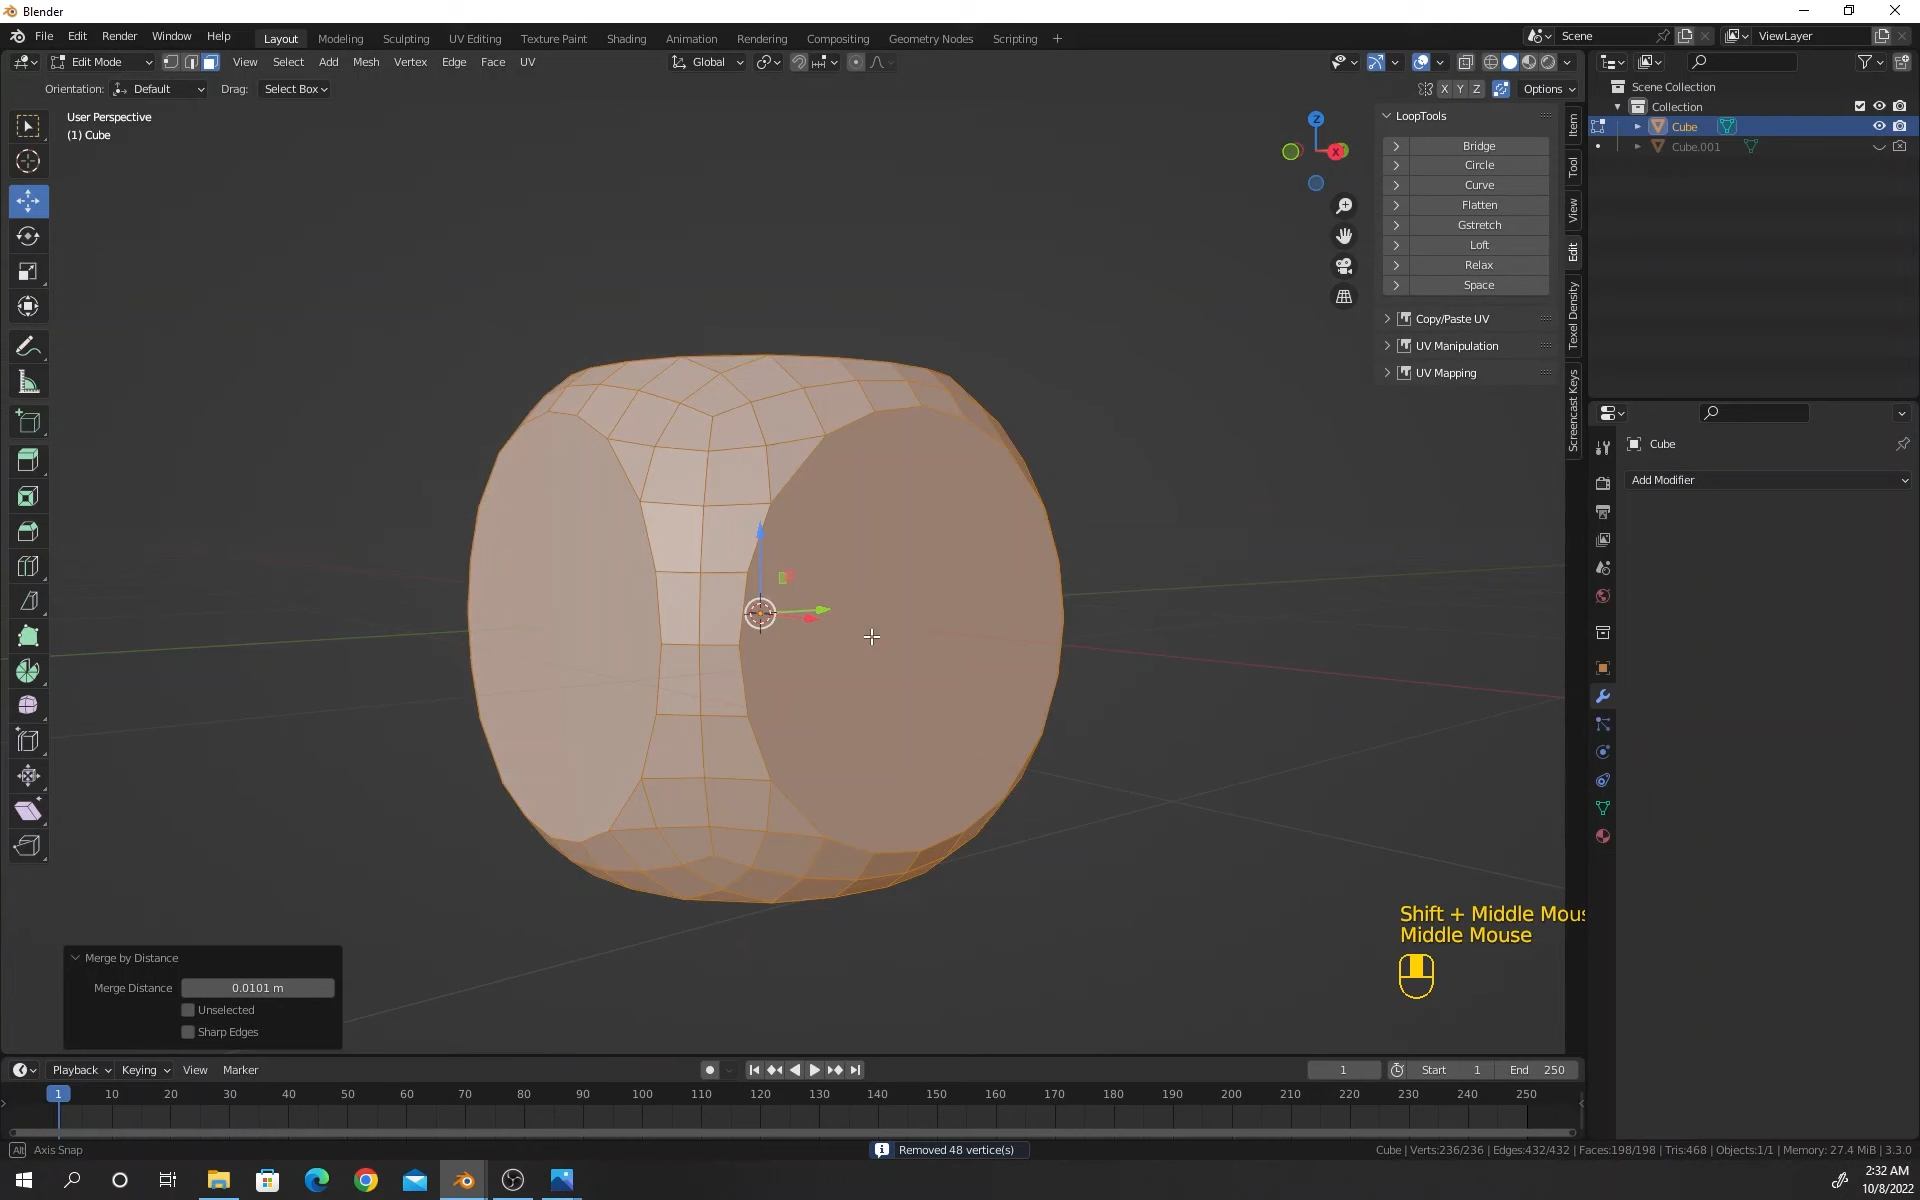 Blender
File Edit Render Window Help Layout Modeling Sculpting UV Editing Texture Paint Shading Animation Rendering Compositing Geometry Nodes Scripting + Scene ViewLayer
Edit Mode View Select Add Mesh Vertex Edge Face UV Global
Orientation: Default Drag: Select Box X Y Z Options
User Perspective
(1) Cube
Z
X
LoopTools
Bridge
Circle
Curve
Flatten
Gstretch
Loft
Relax
Space
Copy/Paste UV
UV Manipulation
UV Mapping
Item
Tool
View
Edit
Texel Density
Screencast Keys
Scene Collection
Collection
Cube
Cube.001
Cube
Add Modifier
Shift + Middle Mous
Middle Mouse
Merge by Distance
Merge Distance 0.0101 m
Unselected
Sharp Edges
Playback Keying View Marker 1 Start 1 End 250
1 10 20 30 40 50 60 70 80 90 100 110 120 130 140 150 160 170 180 190 200 210 220 230 240 250
Alt Axis Snap Removed 48 vertice(s) Cube | Verts:236/236 | Edges:432/432 | Faces:198/198 | Tris:468 | Objects:1/1 | Memory: 27.4 MiB | 3.3.0
2:32 AM
10/8/2022